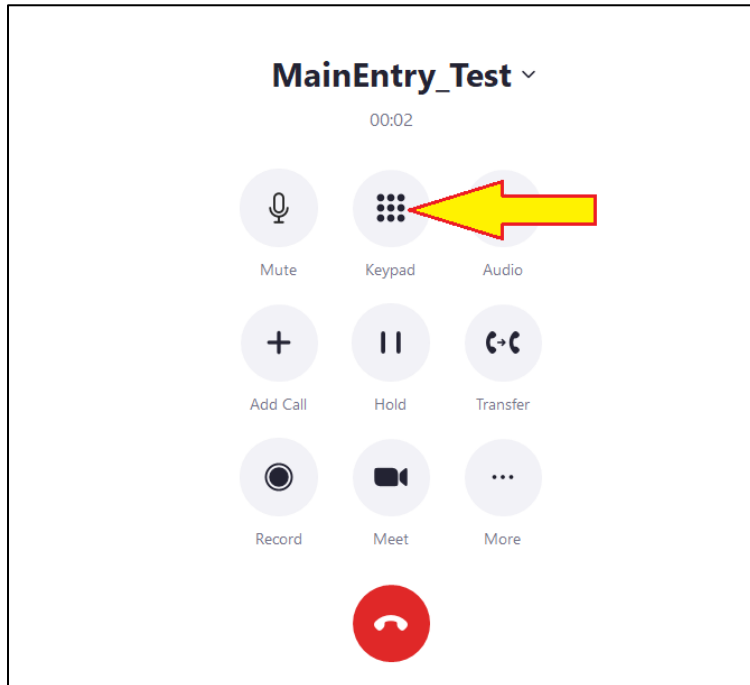 MainEntry_Test
00:02
Mute Keypad Audio
Add Call Hold Transfer
Record Meet More